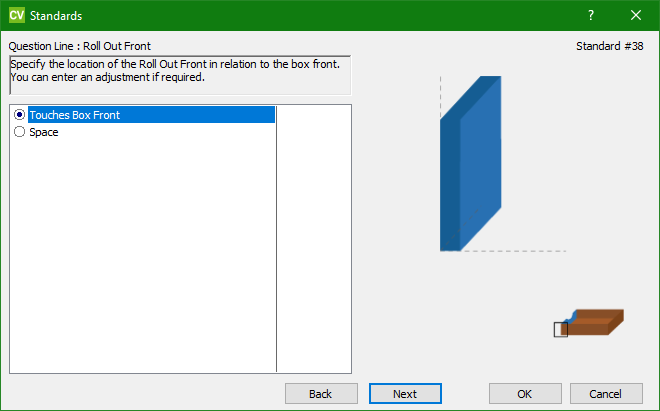 CV Standards
Question Line : Roll Out Front
Standard #38
Specify the location of the Roll Out Front in relation to the box front.
You can enter an adjustment if required.
Touches Box Front
Space
Back
Next
OK
Cancel